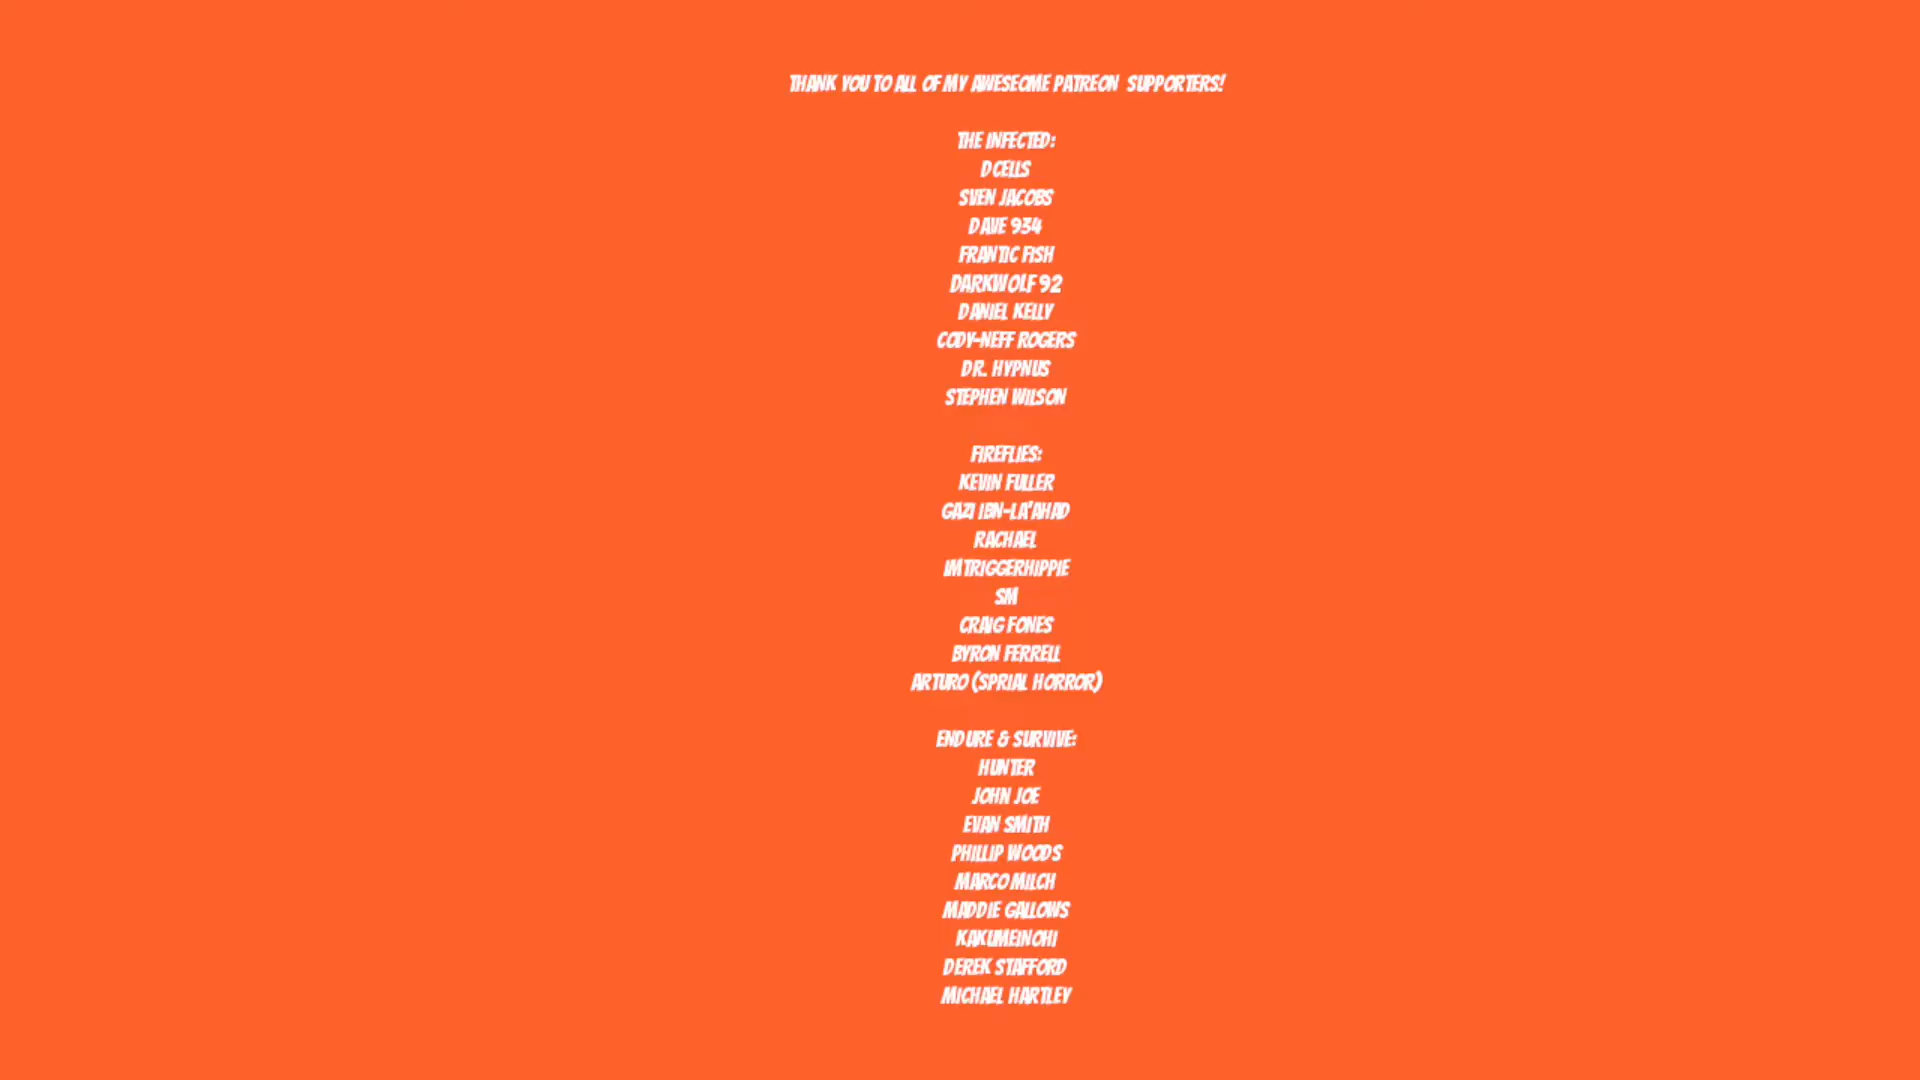 THANK YOU TO ALL OF MY AWESEOME PATREON SUPPORTERS!
THE INFECTED:
DCELLS
SVEN JACOBS
DAVE 934
FRANTIC FISH
DARKWOLF 92
DANIEL KELLY
CODY-NEFF ROGERS
DR. HYPNUS
STEPHEN WILSON
FIREFLIES:
KEVIN FULLER
GAZI IBN-LA'AHAD
RACHAEL
IMTRIGGERHIPPIE
SM
CRAIG FONES
BYRON FERRELL
ARTURO (SPRIAL HORROR)
ENDURE & SURVIVE:
HUNTER
JOHN JOE
EVAN SMITH
PHILLIP WOODS
MARCO MILCH
MADDIE GALLOWS
KAKUMEINOHI
DEREK STAFFORD
MICHAEL HARTLEY